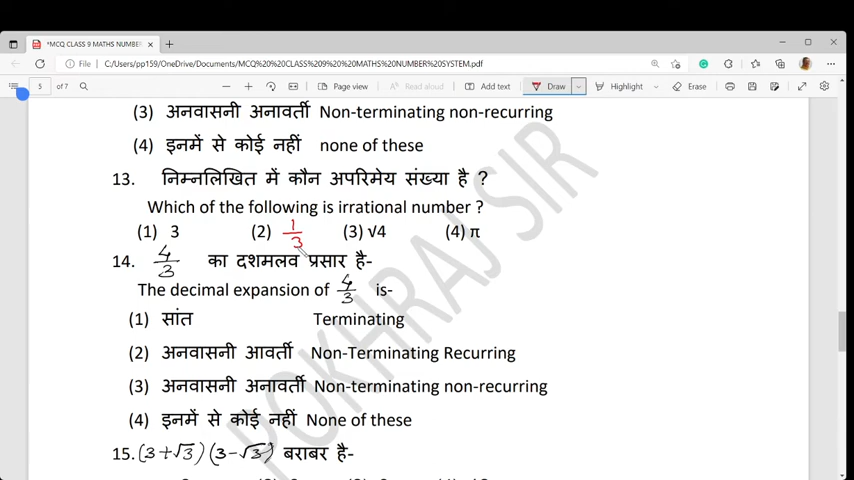 *MCQ CLASS 9 MATHS NUMBER
File | C:/Users/pp159/OneDrive/Documents/MCQ%20%20CLASS%209%20%20MATHS%20NUMBER%20SYSTEM.pdf
5 of 7 Page view Read aloud Add text Draw Highlight Erase
(3) अनवासनी अनावर्ती Non-terminating non-recurring
(4) इनमें से कोई नहीं none of these
13. निम्नलिखित में कौन अपरिमेय संख्या है ?
Which of the following is irrational number ?
(1) 3 (2) 1/3 (3) √4 (4) π
14. 4/3 का दशमलव प्रसार है-
The decimal expansion of 4/3 is-
(1) सांत Terminating
(2) अनवासनी आवर्ती Non-Terminating Recurring
(3) अनवासनी अनावर्ती Non-terminating non-recurring
(4) इनमें से कोई नहीं None of these
15. (3+√3) (3-√3) बराबर है-
POKHRAJ CLASSES